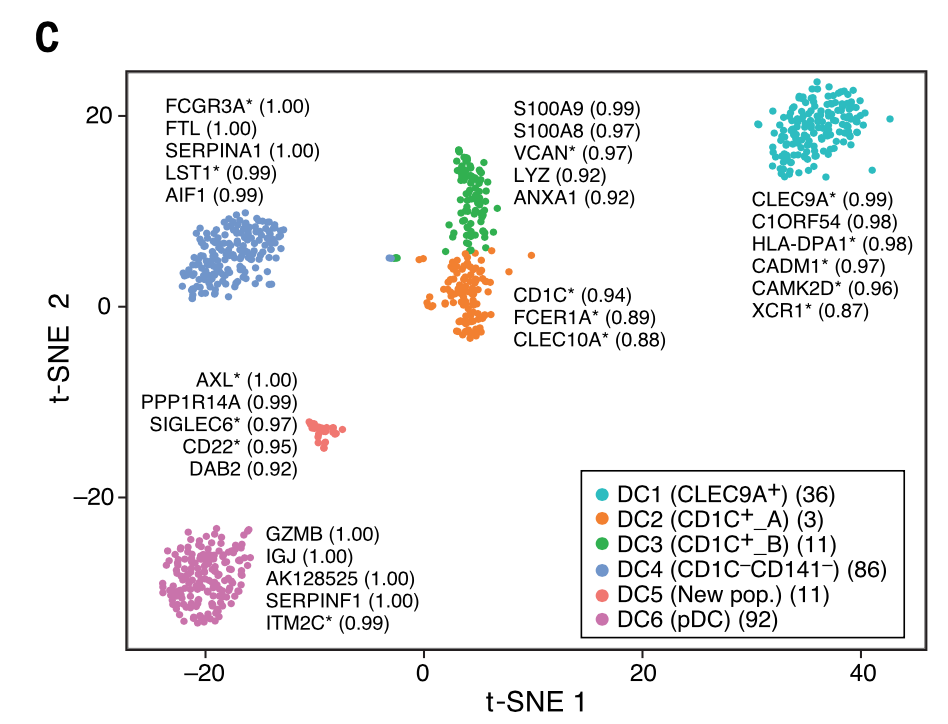 C
FCGR3A* (1.00)
FTL (1.00)
SERPINA1 (1.00)
LST1* (0.99)
AIF1 (0.99)
S100A9 (0.99)
S100A8 (0.97)
VCAN* (0.97)
LYZ (0.92)
ANXA1 (0.92)
CLEC9A* (0.99)
C1ORF54 (0.98)
HLA-DPA1* (0.98)
CADM1* (0.97)
CAMK2D* (0.96)
XCR1* (0.87)
CD1C* (0.94)
FCER1A* (0.89)
CLEC10A* (0.88)
AXL* (1.00)
PPP1R14A (0.99)
SIGLEC6* (0.97)
CD22* (0.95)
DAB2 (0.92)
GZMB (1.00)
IGJ (1.00)
AK128525 (1.00)
SERPINF1 (1.00)
ITM2C* (0.99)
DC1 (CLEC9A⁺) (36)
DC2 (CD1C⁺_A) (3)
DC3 (CD1C⁺_B) (11)
DC4 (CD1C⁻CD141⁻) (86)
DC5 (New pop.) (11)
DC6 (pDC) (92)
20
0
−20
t-SNE 2
−20
0
20
40
t-SNE 1